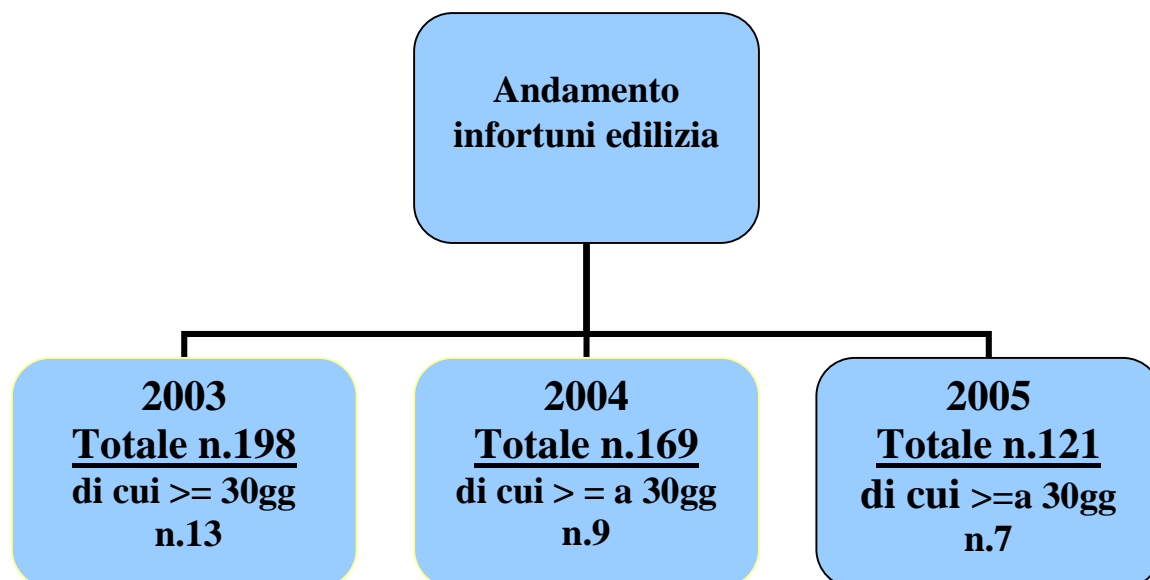 Andamento
infortuni edilizia
2003
Totale n.198
di cui >= 30gg
n.13
2004
Totale n.169
di cui > = a 30gg
n.9
2005
Totale n.121
di cui >=a 30gg
n.7